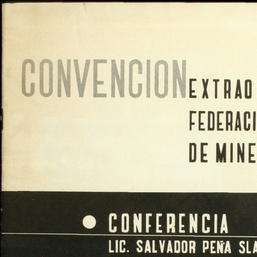 CONVENCION EXTRAO
FEDERACI
DE MINE
CONFERENCIA
LIC. SALVADOR PEÑA SLA